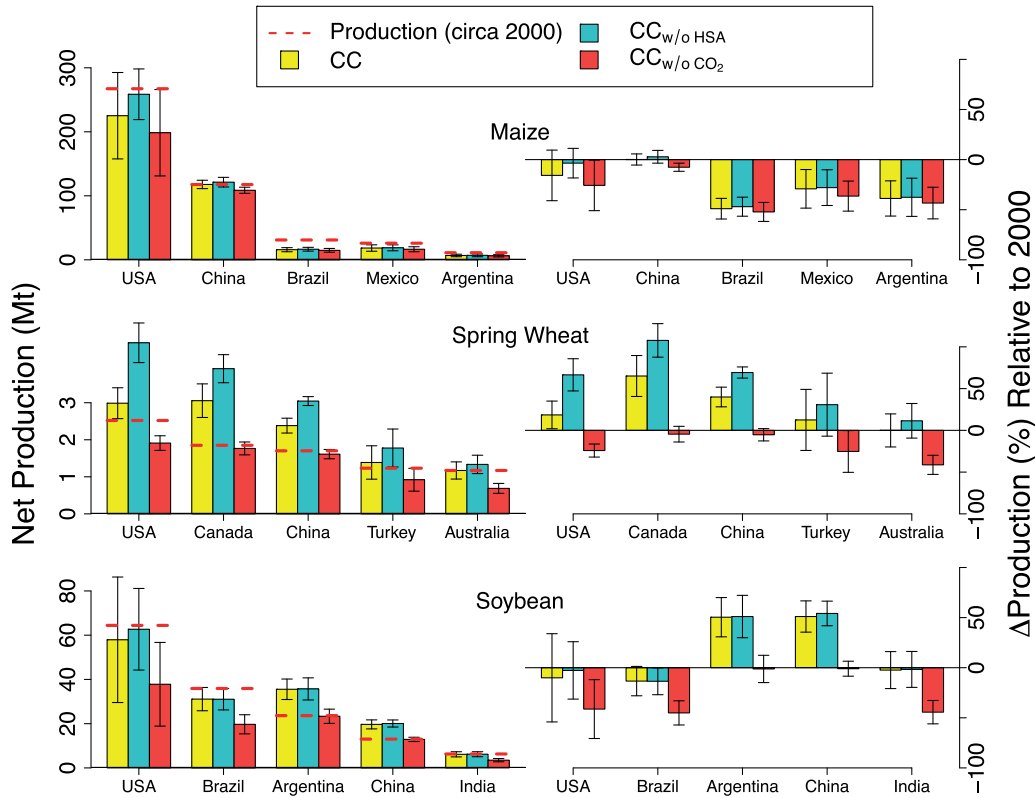 Production (circa 2000)
CC
CCw/o HSA
CCw/o CO2
Net Production (Mt)
ΔProduction (%) Relative to 2000
Maize
300
200
100
0
USA China Brazil Mexico Argentina
50
0
−100
USA China Brazil Mexico Argentina
Spring Wheat
3
2
1
0
USA Canada China Turkey Australia
50
0
−100
USA Canada China Turkey Australia
Soybean
80
60
40
20
0
USA Brazil Argentina China India
50
0
−100
USA Brazil Argentina China India